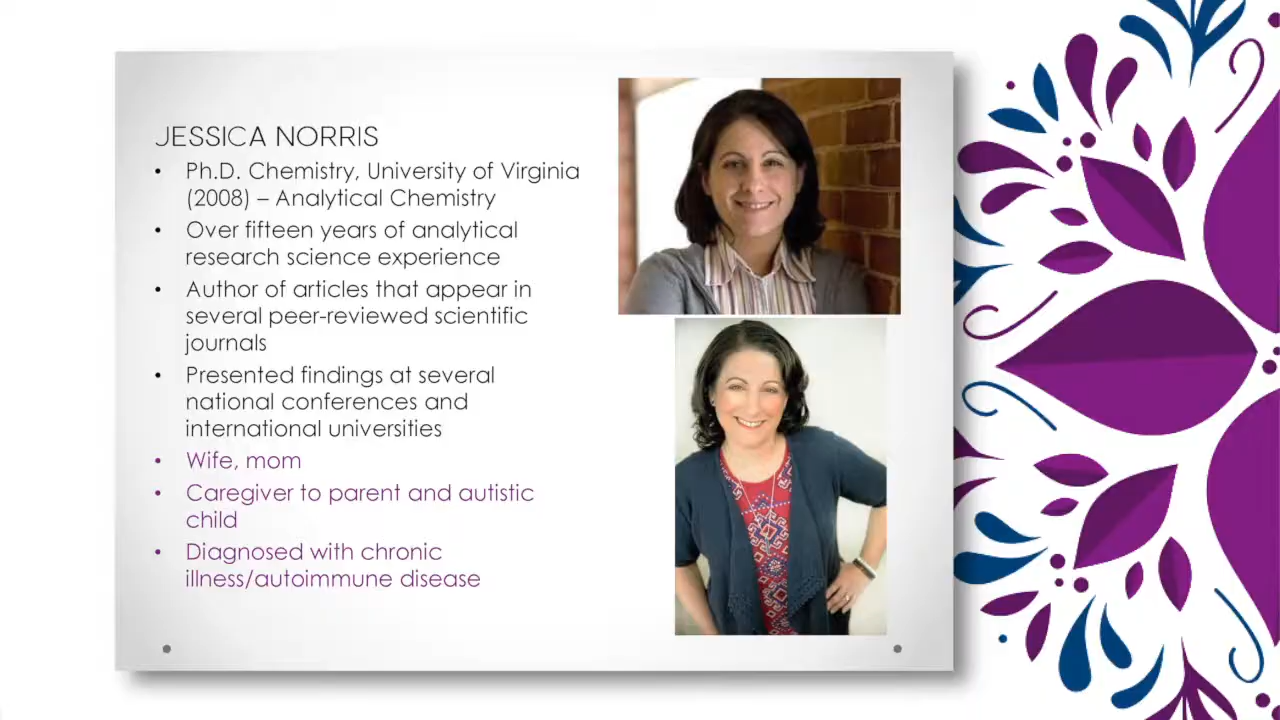 JESSICA NORRIS
• Ph.D. Chemistry, University of Virginia
(2008) – Analytical Chemistry
• Over fifteen years of analytical
research science experience
• Author of articles that appear in
several peer-reviewed scientific
journals
• Presented findings at several
national conferences and
international universities
• Wife, mom
• Caregiver to parent and autistic
child
• Diagnosed with chronic
illness/autoimmune disease